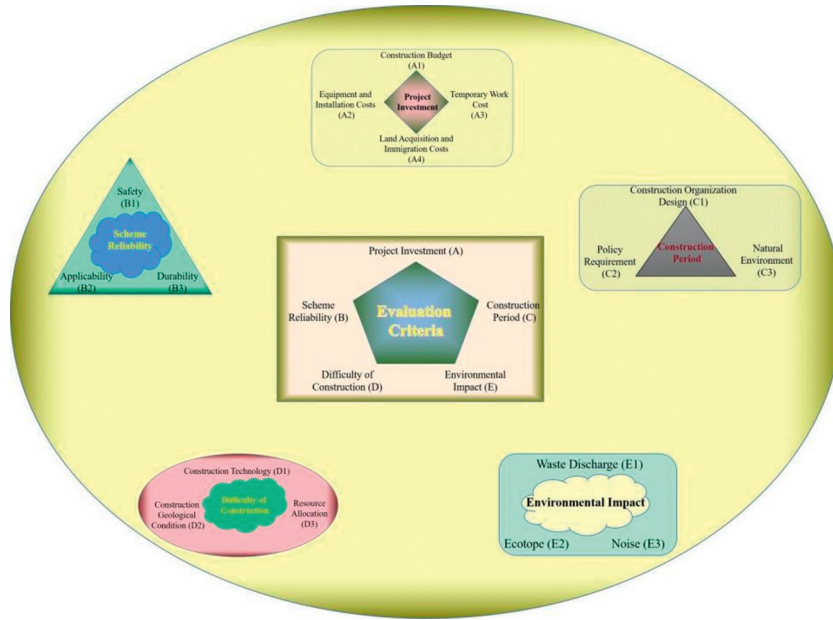 Construction Budget
(A1)
Equipment and
Installation Costs
(A2)
Project
Investment
Temporary Work
Cost
(A3)
Land Acquisition and
Immigration Costs
(A4)
Safety
(B1)
Scheme
Reliability
Applicability
(B2)
Durability
(B3)
Construction Organization
Design (C1)
Policy
Requirement
(C2)
Construction
Period
Natural
Environment
(C3)
Project Investment (A)
Scheme
Reliability (B)
Evaluation
Criteria
Construction
Period (C)
Difficulty of
Construction (D)
Environmental
Impact (E)
Construction Technology (D1)
Construction
Geological
Condition (D2)
Difficulty of
Construction
Resource
Allocation
(D3)
Waste Discharge (E1)
Environmental Impact
Ecotope (E2)
Noise (E3)